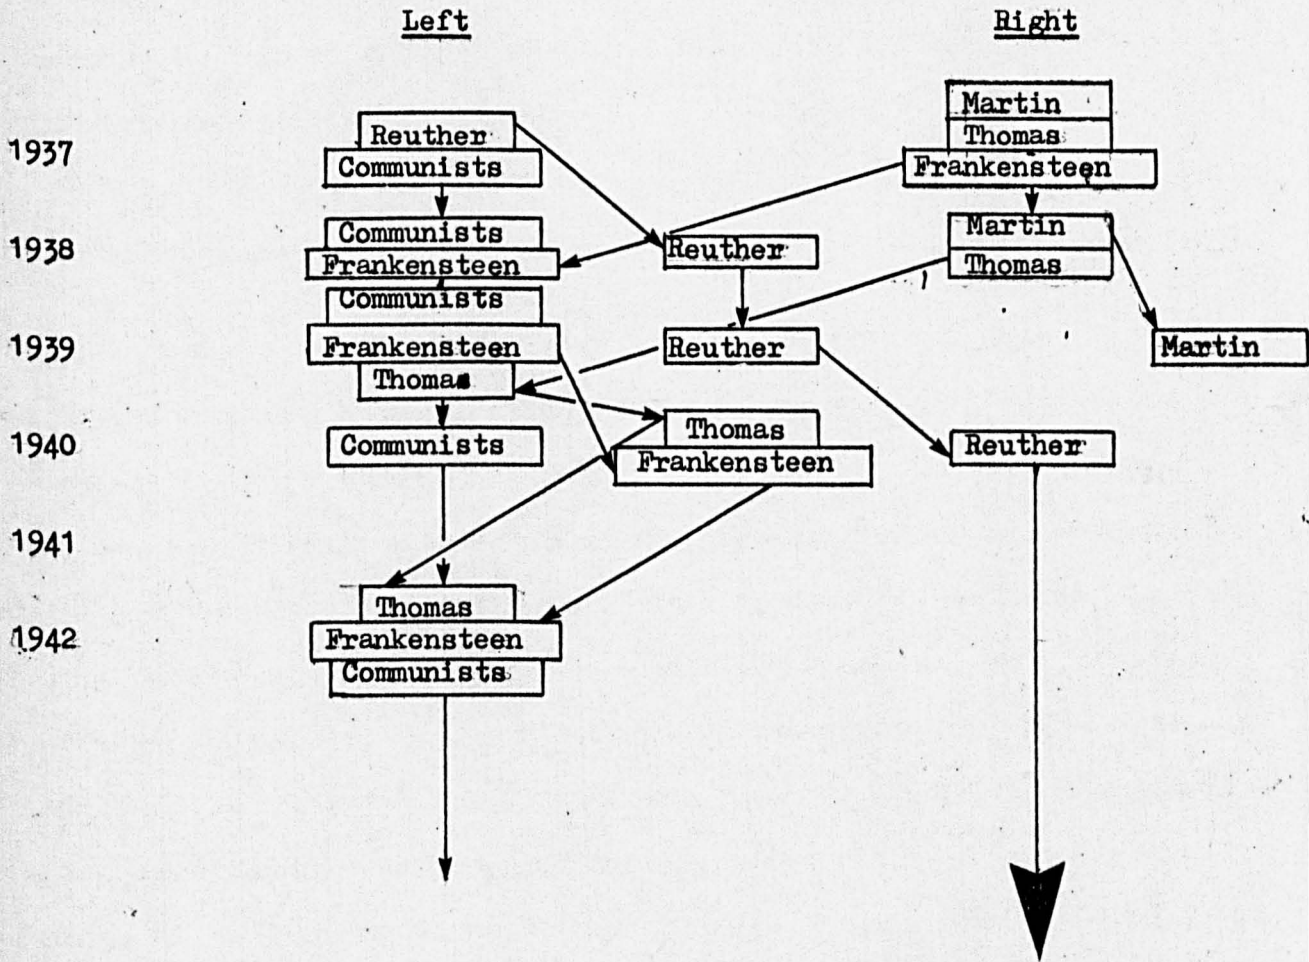 Left Right
Martin
Reuther Thomas
1937
Communists Frankensteen
Communists Martin
1938 Reuther
Frankensteen Thomas
Communists
1939 Frankensteen Reuther Martin
Thomas
Thomas
1940 Communists Reuther
Frankensteen
1941
Thomas
1942 Frankensteen
Communists